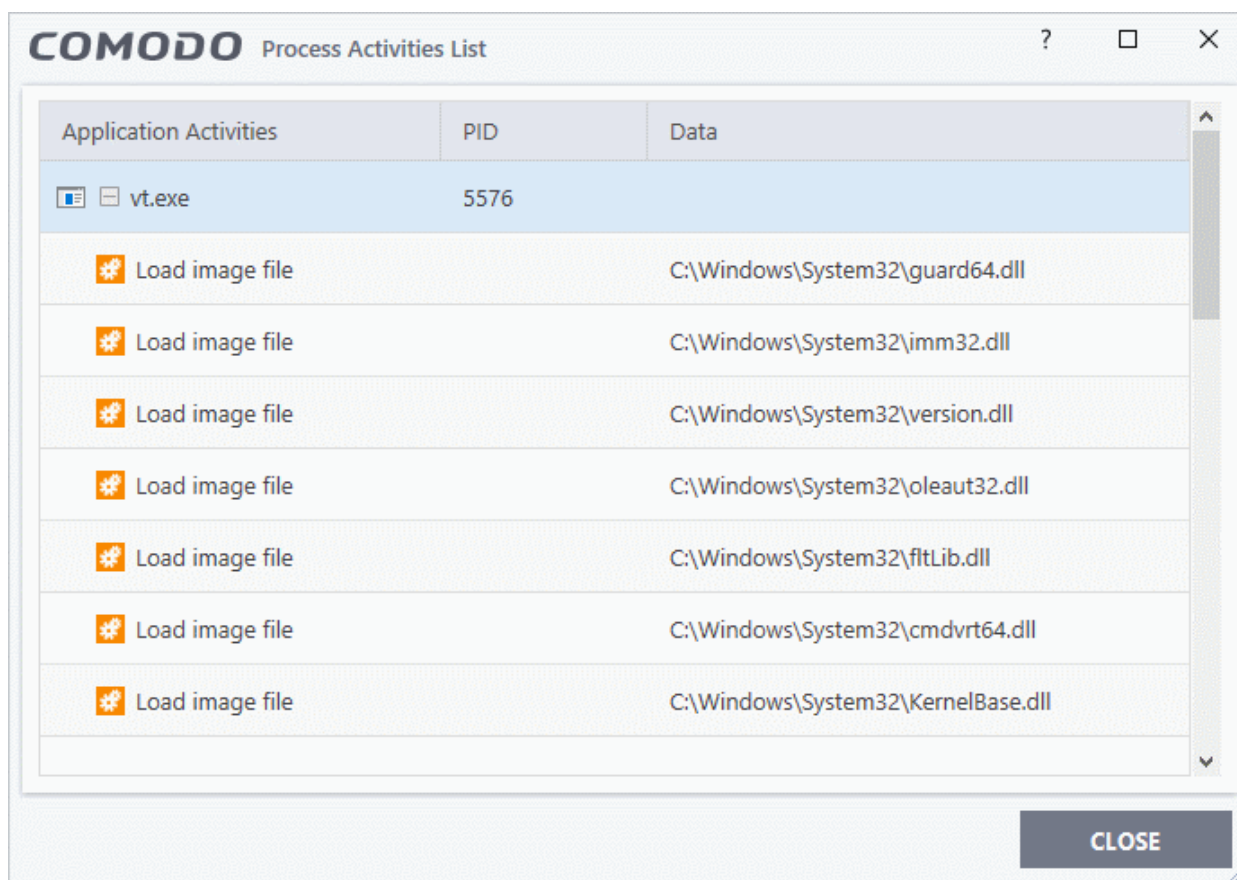 COMODO Process Activities List ?
Application Activities PID Data
vt.exe 5576
Load image file C:\Windows\System32\guard64.dll
Load image file C:\Windows\System32\imm32.dll
Load image file C:\Windows\System32\version.dll
Load image file C:\Windows\System32\oleaut32.dll
Load image file C:\Windows\System32\fltLib.dll
Load image file C:\Windows\System32\cmdvrt64.dll
Load image file C:\Windows\System32\KernelBase.dll
CLOSE